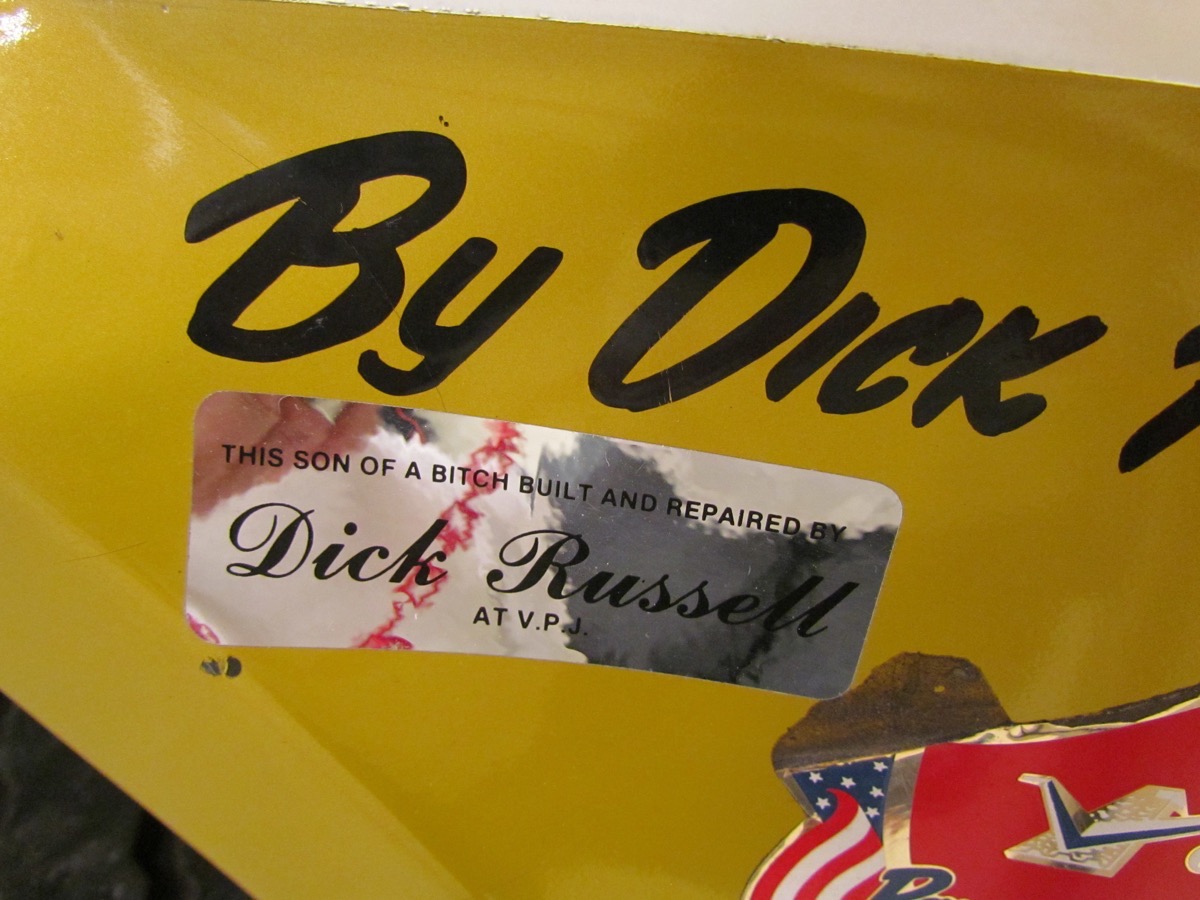 By Dick
THIS SON OF A BITCH BUILT AND REPAIRED BY
Dick Russell
AT V.P.J.